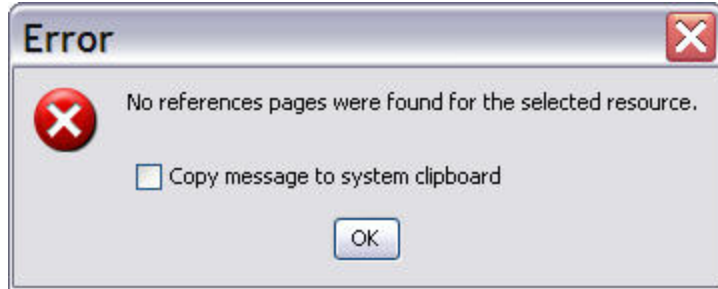 Error
No references pages were found for the selected resource.
Copy message to system clipboard
OK